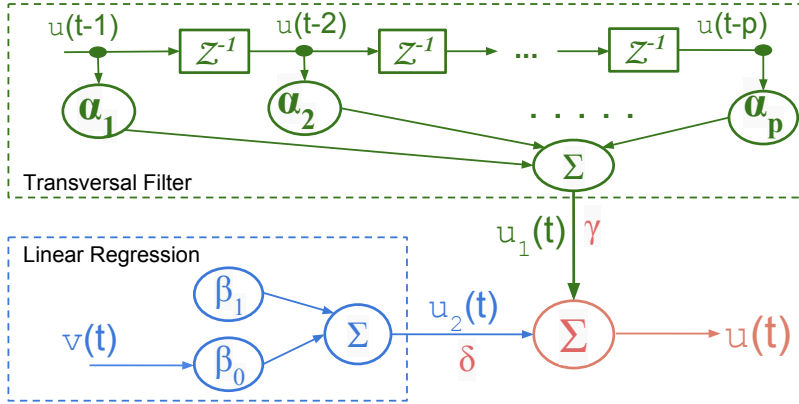 u(t-1) u(t-2) u(t-p)
Z⁻¹ Z⁻¹ ... Z⁻¹
α₁ α₂ . . . . . αₚ
Σ
Transversal Filter
u₁(t) γ
Linear Regression
β₁
v(t) β₀ Σ u₂(t) δ Σ u(t)